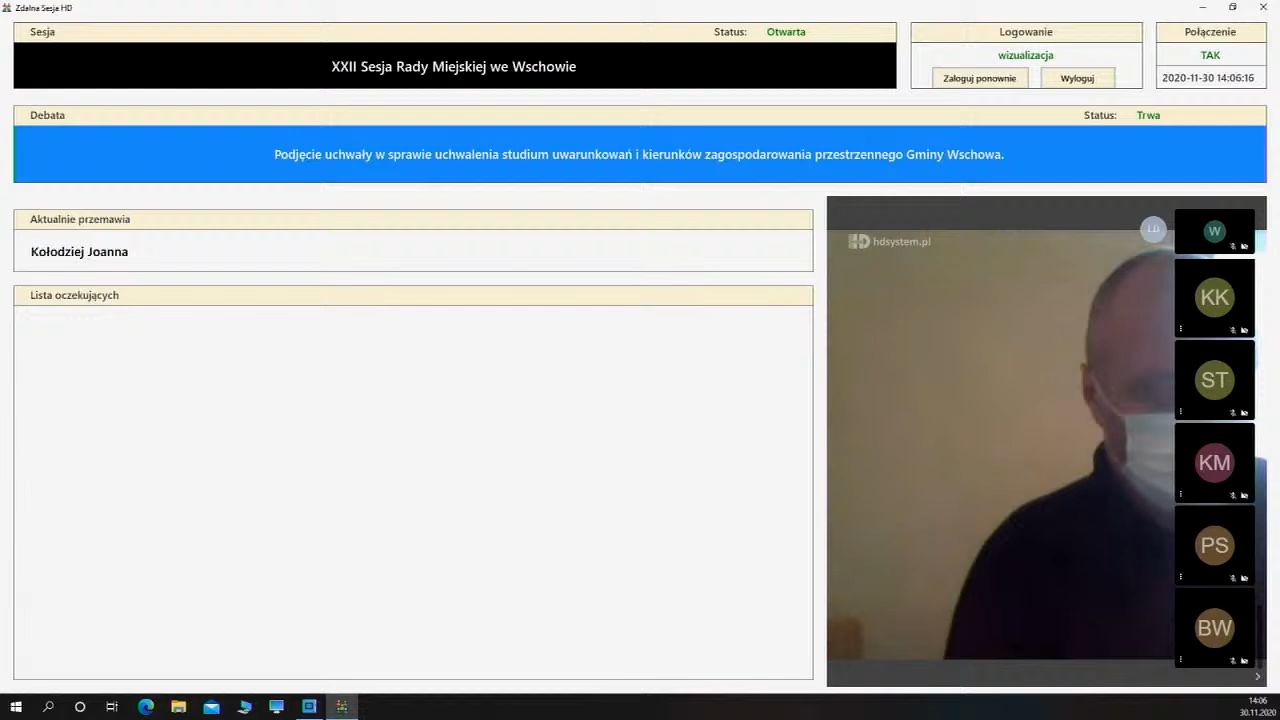 Zdalna Sesja HD
Sesja
Status: Otwarta
XXII Sesja Rady Miejskiej we Wschowie
Logowanie
wizualizacja
Zaloguj ponownie
Wyloguj
Połączenie
TAK
2020-11-30 14:06:16
Debata
Status: Trwa
Podjęcie uchwały w sprawie uchwalenia studium uwarunkowań i kierunków zagospodarowania przestrzennego Gminy Wschowa.
Aktualnie przemawia
Kołodziej Joanna
Lista oczekujących
HD hdsystem.pl
LD
W
KK
ST
KM
PS
BW
14:06
30.11.2020